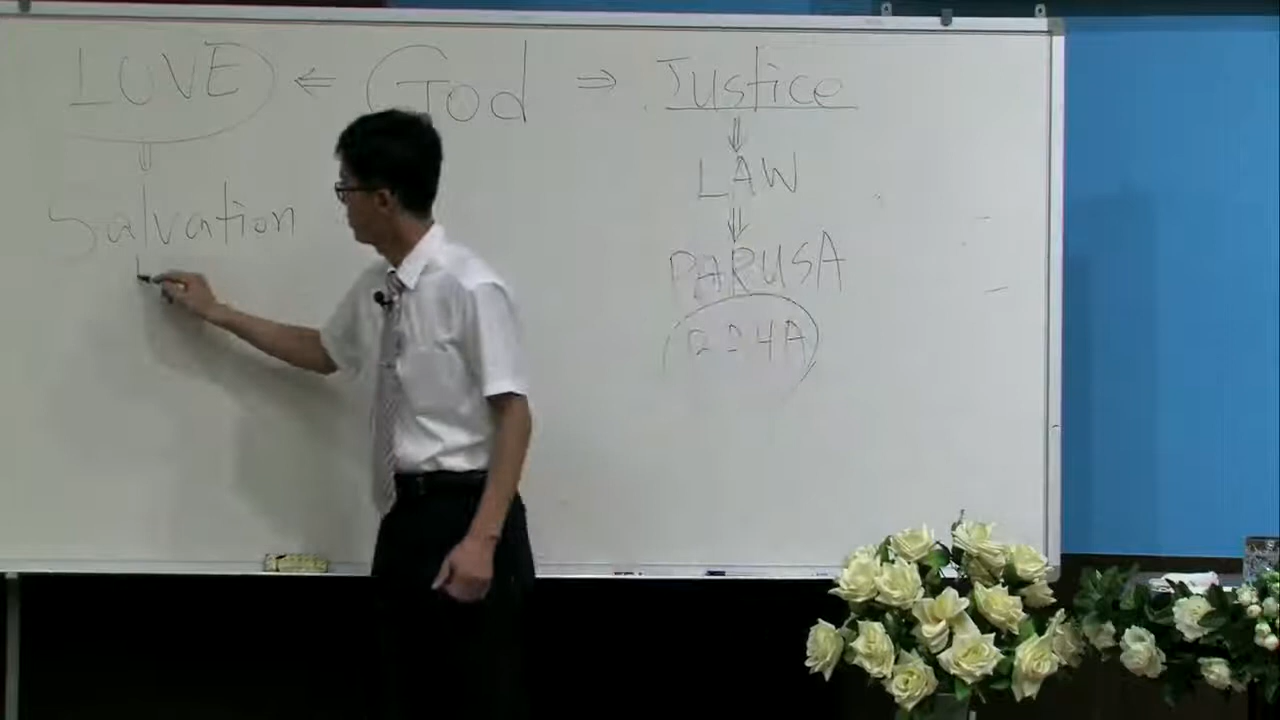 LOVE ⇐ God ⇒ Justice
⇓ ⇓
Salvation LAW
⇓
PARUSA